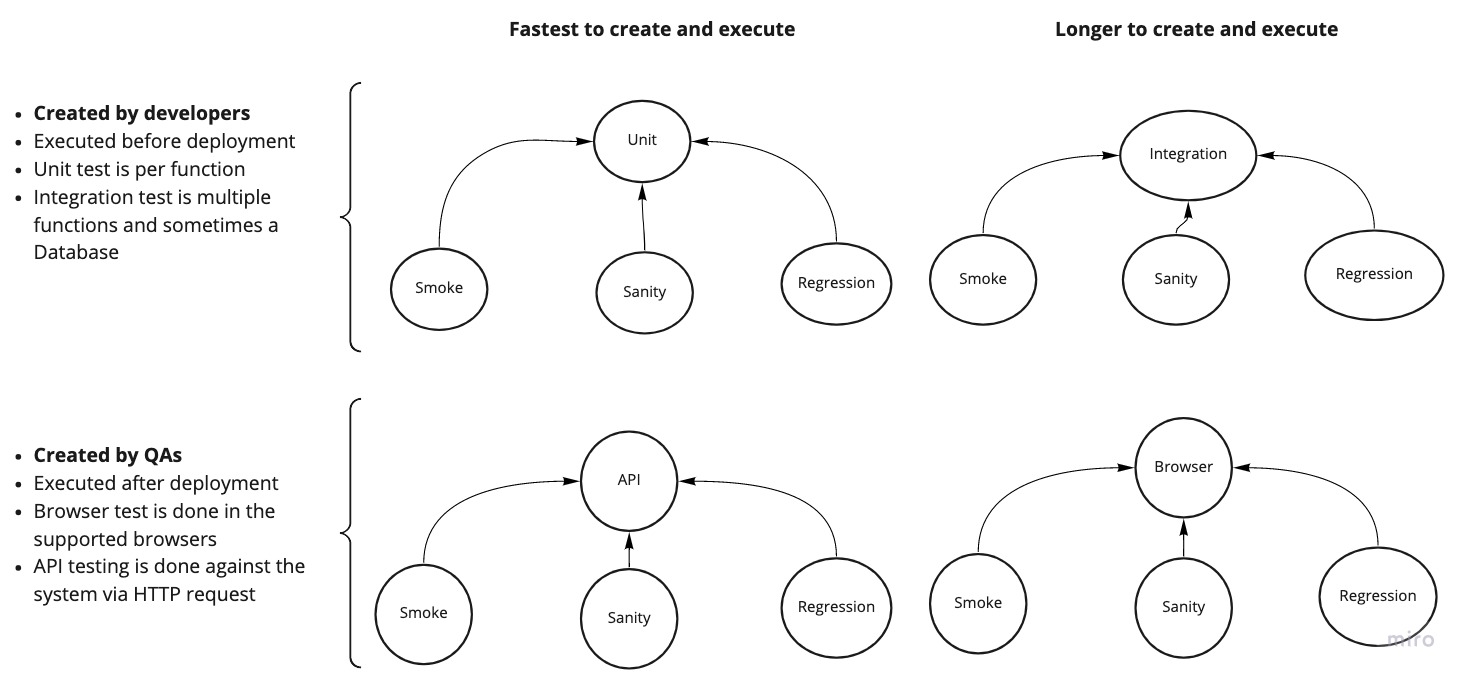 Fastest to create and execute
Longer to create and execute
• Created by developers
• Executed before deployment
• Unit test is per function
• Integration test is multiple
functions and sometimes a
Database
Unit
Smoke
Sanity
Regression
Integration
Smoke
Sanity
Regression
• Created by QAs
• Executed after deployment
• Browser test is done in the
supported browsers
• API testing is done against the
system via HTTP request
API
Smoke
Sanity
Regression
Browser
Smoke
Sanity
Regression
miro